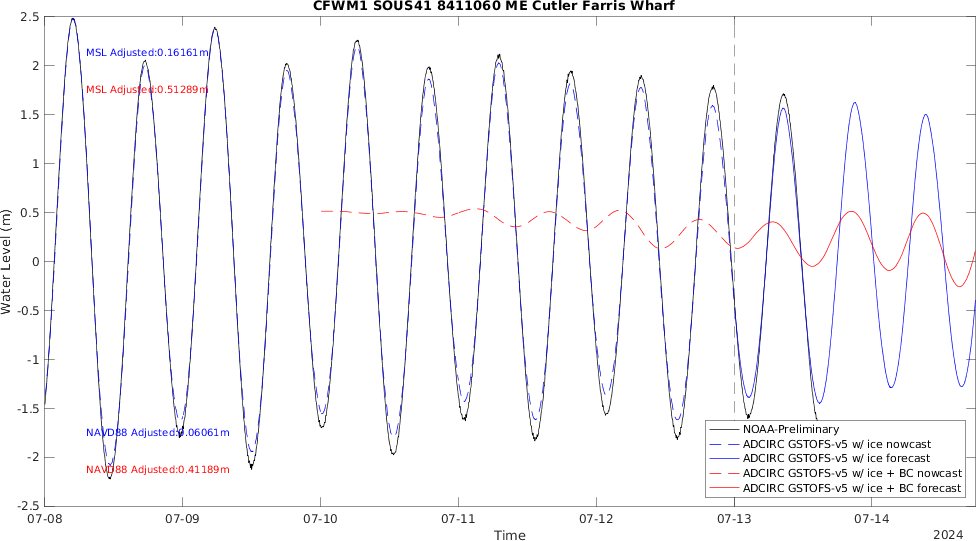 CFWM1 SOUS41 8411060 ME Cutler Farris Wharf
2.5
2
1.5
1
0.5
0
-0.5
-1
-1.5
-2
-2.5
Water Level (m)
MSL Adjusted:0.16161m
MSL Adjusted:0.51289m
NAVD88 Adjusted:0.06061m
NAVD88 Adjusted:0.41189m
NOAA-Preliminary
ADCIRC GSTOFS-v5 w/ ice nowcast
ADCIRC GSTOFS-v5 w/ ice forecast
ADCIRC GSTOFS-v5 w/ ice + BC nowcast
ADCIRC GSTOFS-v5 w/ ice + BC forecast
07-08 07-09 07-10 07-11 07-12 07-13 07-14
Time
2024